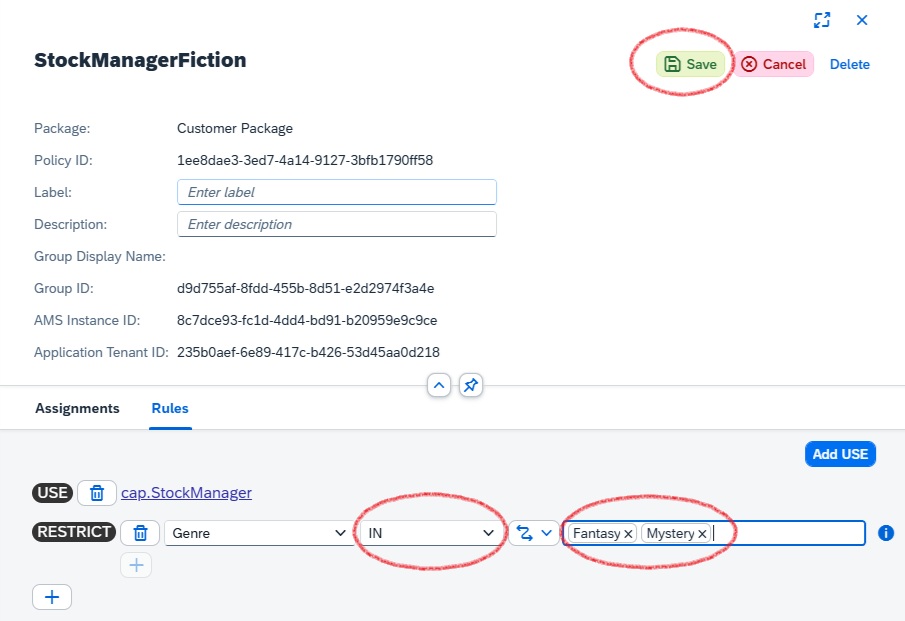 StockManagerFiction
Save Cancel Delete
Package: Customer Package
Policy ID: 1ee8dae3-3ed7-4a14-9127-3bfb1790ff58
Label: Enter label
Description: Enter description
Group Display Name:
Group ID: d9d755af-8fdd-455b-8d51-e2d2974f3a4e
AMS Instance ID: 8c7dce93-fc1d-4dd4-bd91-b20959e9c9ce
Application Tenant ID: 235b0aef-6e89-417c-b426-53d45aa0d218
Assignments Rules
Add USE
USE cap.StockManager
RESTRICT Genre IN Fantasy Mystery